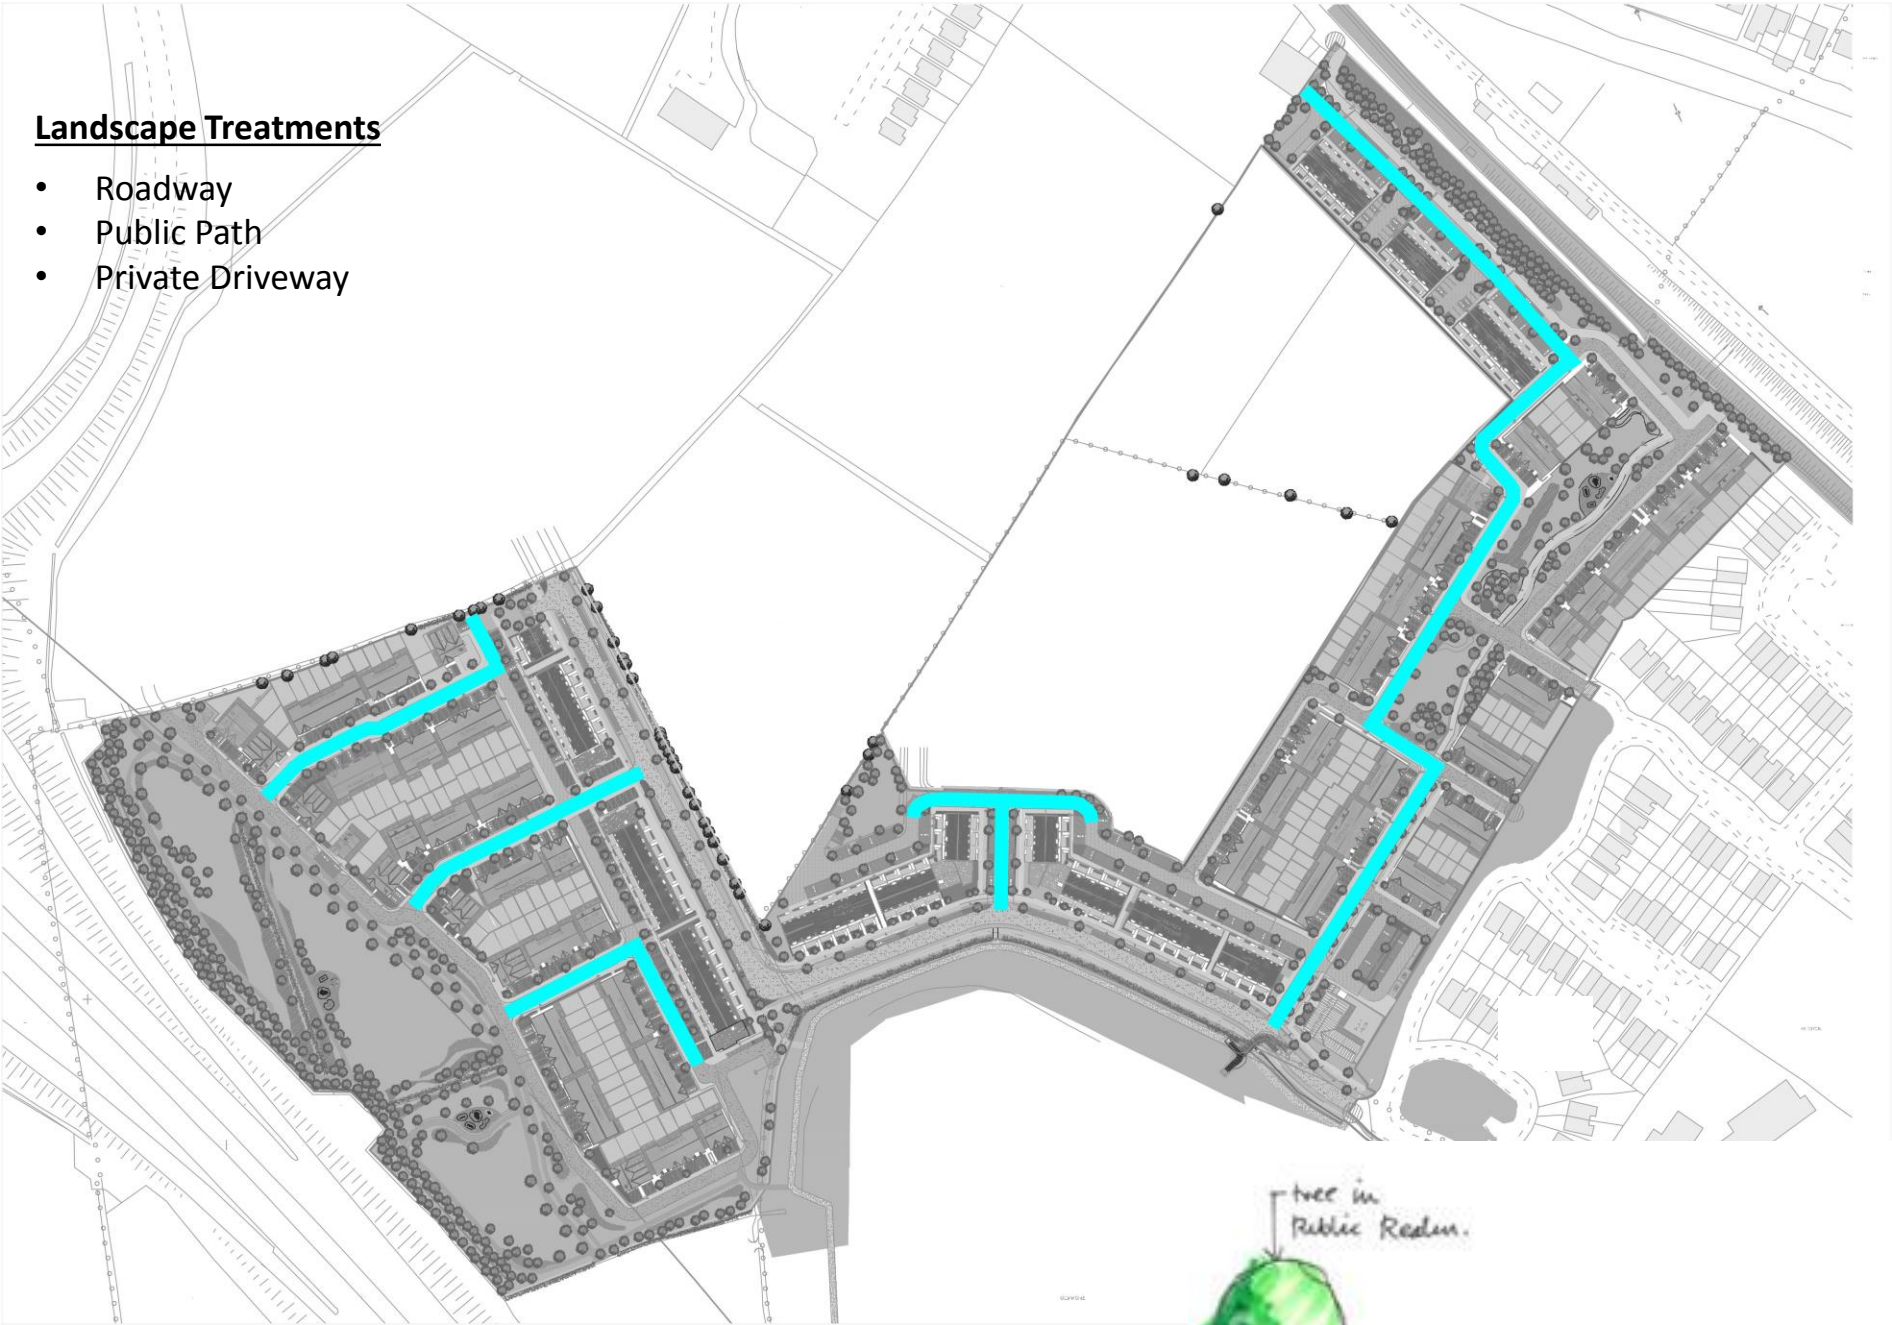 Landscape Treatments
• Roadway
• Public Path
• Private Driveway
tree in
Public Realm.